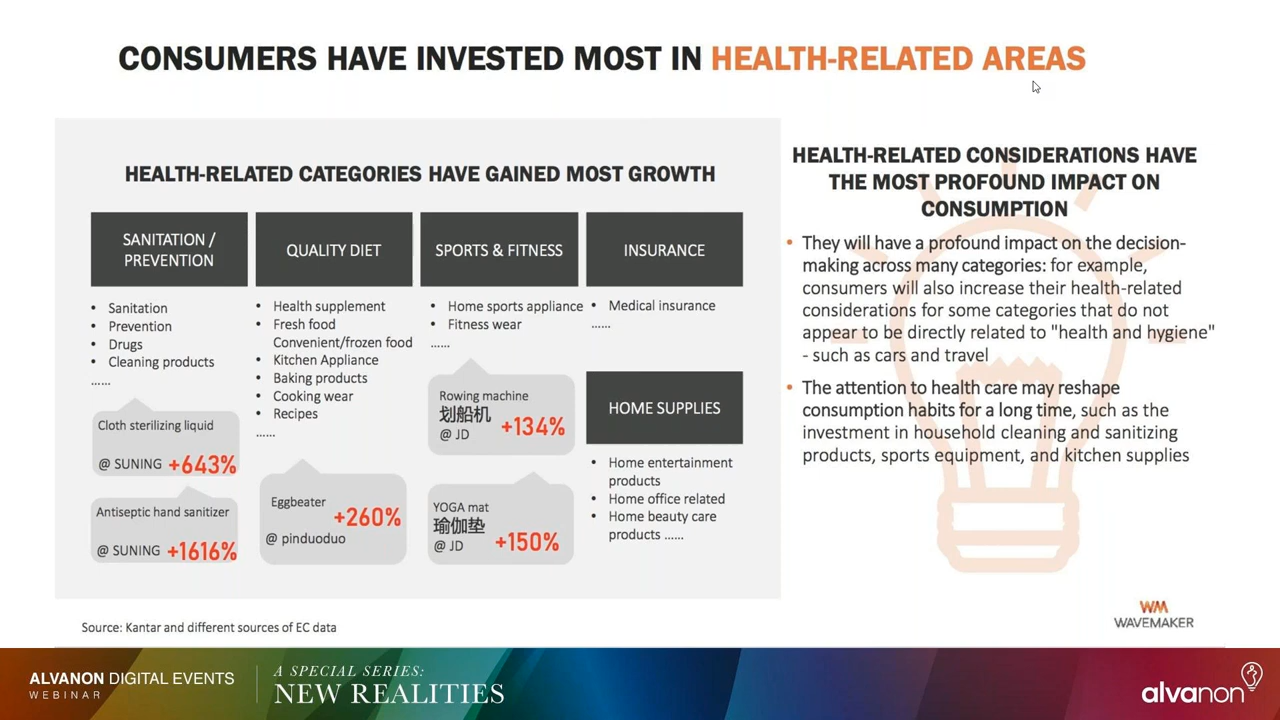 CONSUMERS HAVE INVESTED MOST IN HEALTH-RELATED AREAS
HEALTH-RELATED CATEGORIES HAVE GAINED MOST GROWTH
SANITATION /
PREVENTION
• Sanitation
• Prevention
• Drugs
• Cleaning products
......
Cloth sterilizing liquid
@ SUNING +643%
Antiseptic hand sanitizer
@ SUNING +1616%
QUALITY DIET
• Health supplement
• Fresh food
Convenient/frozen food
• Kitchen Appliance
• Baking products
• Cooking wear
• Recipes
......
Eggbeater
+260%
@ pinduoduo
SPORTS & FITNESS
• Home sports appliance
• Fitness wear
......
Rowing machine
划船机
@ JD +134%
YOGA mat
瑜伽垫
@ JD +150%
INSURANCE
• Medical insurance
......
HOME SUPPLIES
• Home entertainment
products
• Home office related
• Home beauty care
products ......
HEALTH-RELATED CONSIDERATIONS HAVE
THE MOST PROFOUND IMPACT ON
CONSUMPTION
• They will have a profound impact on the decision-
making across many categories: for example,
consumers will also increase their health-related
considerations for some categories that do not
appear to be directly related to "health and hygiene"
- such as cars and travel
• The attention to health care may reshape
consumption habits for a long time, such as the
investment in household cleaning and sanitizing
products, sports equipment, and kitchen supplies
Source: Kantar and different sources of EC data
WM
WAVEMAKER
ALVANON DIGITAL EVENTS
WEBINAR
A SPECIAL SERIES:
NEW REALITIES
alvanon